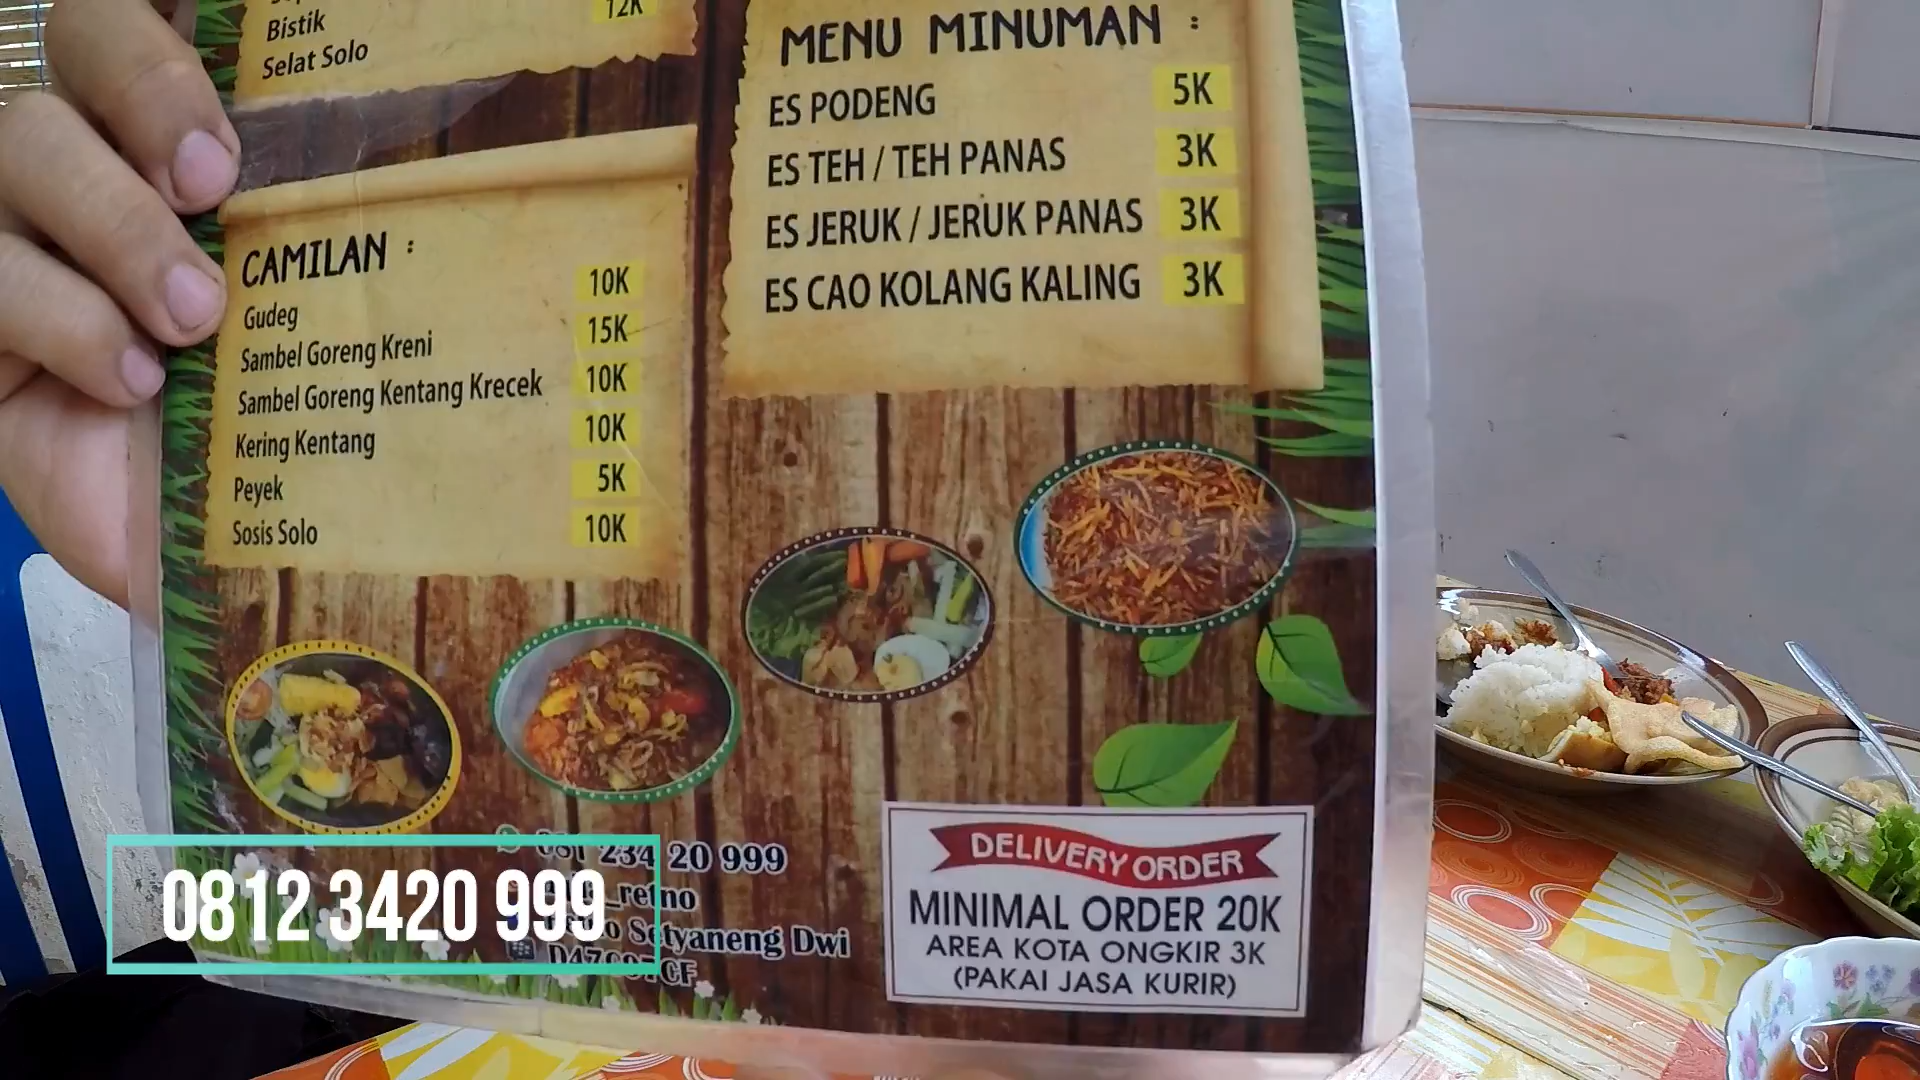 Bistik
12K
Selat Solo
CAMILAN :
Gudeg 10K
Sambel Goreng Kreni 15K
Sambel Goreng Kentang Krecek 10K
Kering Kentang 10K
Peyek 5K
Sosis Solo 10K
MENU MINUMAN :
ES PODENG 5K
ES TEH / TEH PANAS 3K
ES JERUK / JERUK PANAS 3K
ES CAO KOLANG KALING 3K
081 234 20 999
_retno
Setyaneng Dwi
0812 3420 999
DELIVERY ORDER
MINIMAL ORDER 20K
AREA KOTA ONGKIR 3K
(PAKAI JASA KURIR)